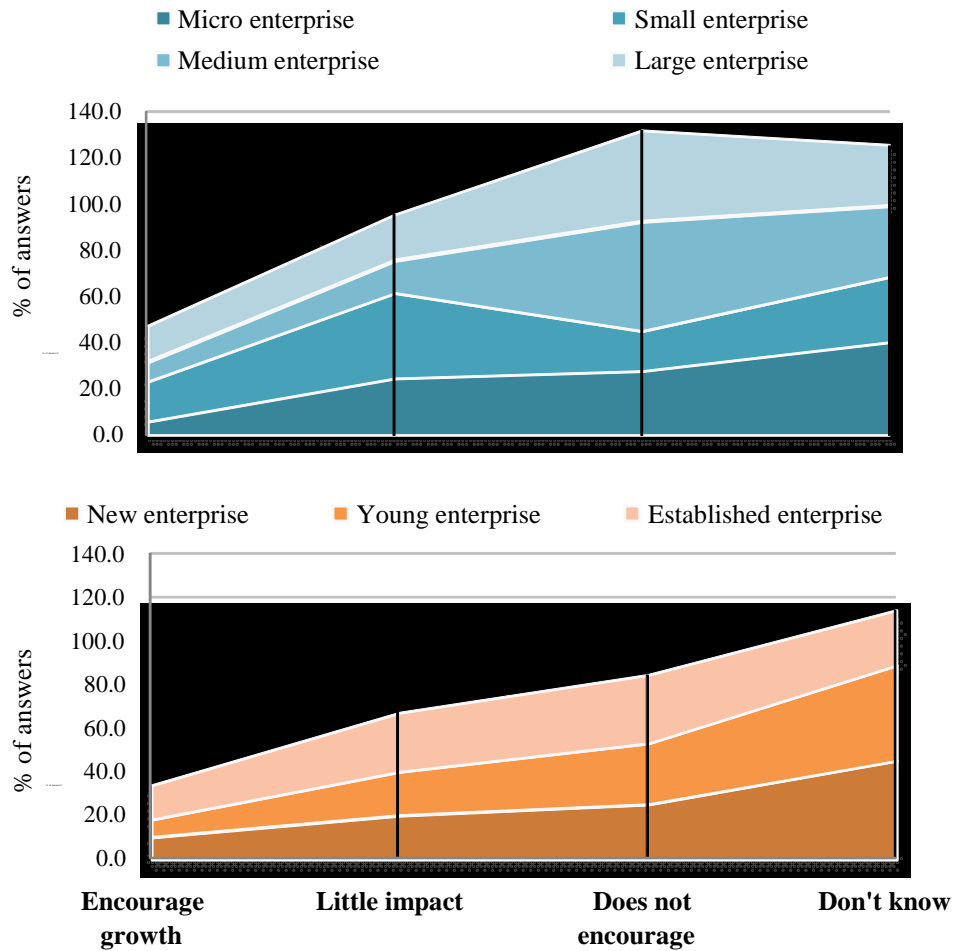 Micro enterprise
Small enterprise
Medium enterprise
Large enterprise
140.0
120.0
100.0
80.0
60.0
40.0
20.0
0.0
% of answers
New enterprise
Young enterprise
Established enterprise
140.0
120.0
100.0
80.0
60.0
40.0
20.0
0.0
% of answers
Encourage
growth
Little impact
Does not
encourage
Don't know